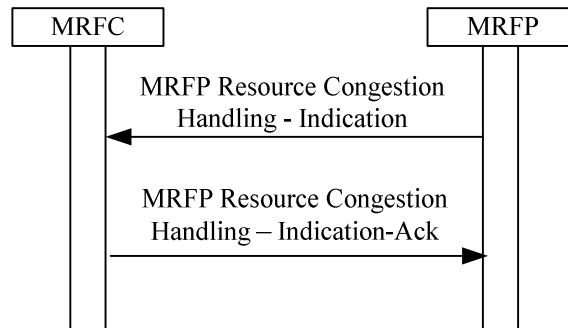 MRFC
MRFP
MRFP Resource Congestion
Handling - Indication
MRFP Resource Congestion
Handling – Indication-Ack